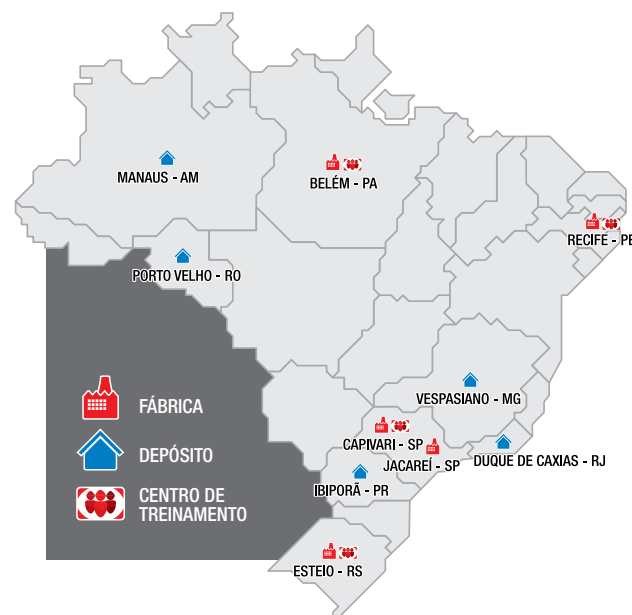 MANAUS - AM
BELÉM - PA
RECIFE - PE
PORTO VELHO - RO
VESPASIANO - MG
CAPIVARI - SP
JACAREÍ - SP
DUQUE DE CAXIAS - RJ
IBIPORÃ - PR
ESTEIO - RS
FÁBRICA
DEPÓSITO
CENTRO DE
TREINAMENTO